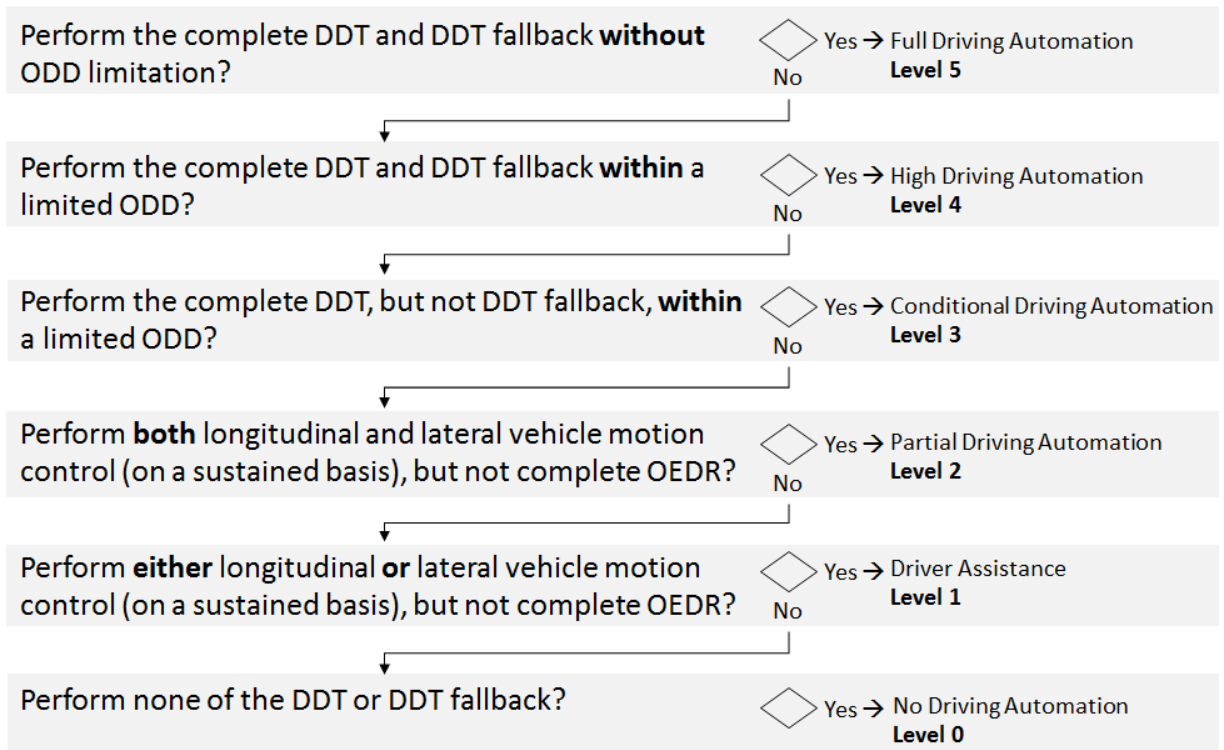 Perform the complete DDT and DDT fallback without
ODD limitation?
Yes → Full Driving Automation
Level 5
No
Perform the complete DDT and DDT fallback within a
limited ODD?
Yes → High Driving Automation
Level 4
No
Perform the complete DDT, but not DDT fallback, within
a limited ODD?
Yes → Conditional Driving Automation
Level 3
No
Perform both longitudinal and lateral vehicle motion
control (on a sustained basis), but not complete OEDR?
Yes → Partial Driving Automation
Level 2
No
Perform either longitudinal or lateral vehicle motion
control (on a sustained basis), but not complete OEDR?
Yes → Driver Assistance
Level 1
No
Perform none of the DDT or DDT fallback?
Yes → No Driving Automation
Level 0